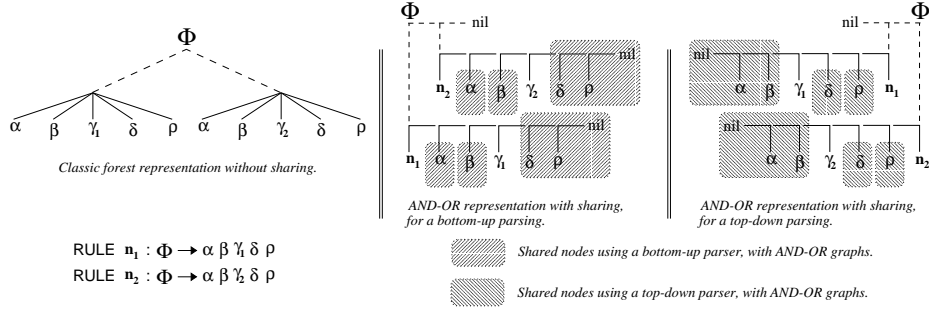 Φ
α β γ1 δ ρ α β γ2 δ ρ
Classic forest representation without sharing.
RULE n1 : Φ → α β γ1 δ ρ
RULE n2 : Φ → α β γ2 δ ρ
Φ nil
nil
n2 α β γ2 δ ρ
nil
n1 α β γ1 δ ρ
AND-OR representation with sharing,
for a bottom-up parsing.
nil Φ
nil
α β γ1 δ ρ n1
nil
α β γ2 δ ρ n2
AND-OR representation with sharing,
for a top-down parsing.
Shared nodes using a bottom-up parser, with AND-OR graphs.
Shared nodes using a top-down parser, with AND-OR graphs.